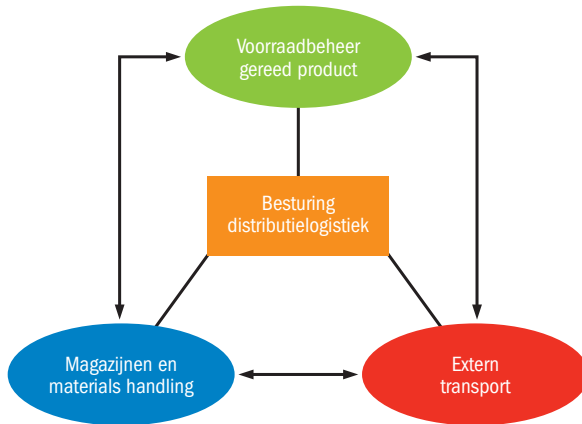 Voorraadbeheer
gereed product
Besturing
distributielogistiek
Magazijnen en
materials handling
Extern
transport